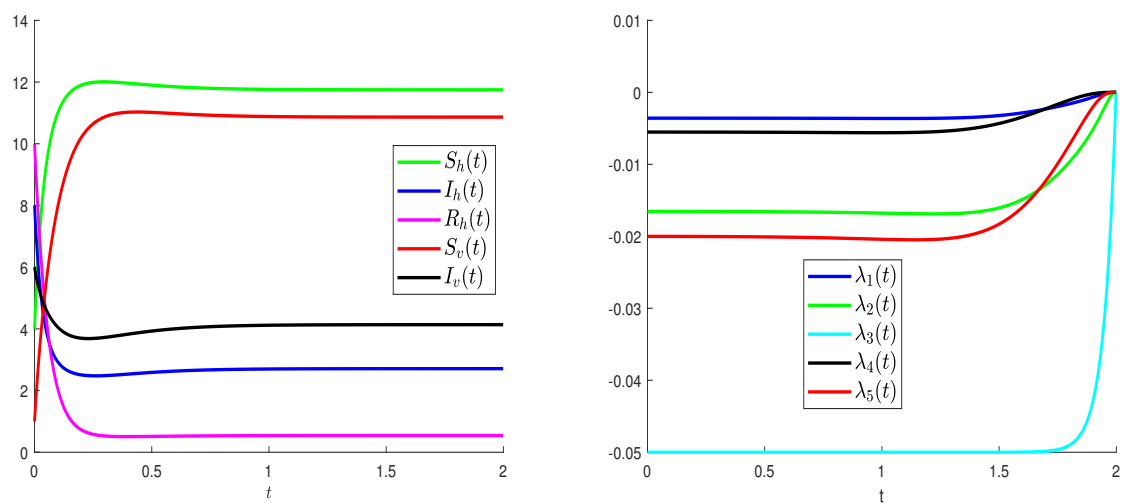 14
12
10
8
6
4
2
0
0 0.5 1 1.5 2
t
S_h(t)
I_h(t)
R_h(t)
S_v(t)
I_v(t)
0.01
0
-0.01
-0.02
-0.03
-0.04
-0.05
0 0.5 1 1.5 2
t
λ_1(t)
λ_2(t)
λ_3(t)
λ_4(t)
λ_5(t)